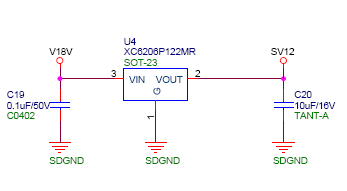 U4
V18V
XC6206P122MR
SV12
SOT-23
3
VIN
VOUT
2
G
C19
0.1uF/50V
C0402
1
C20
10uF/16V
TANT-A
SDGND
SDGND
SDGND